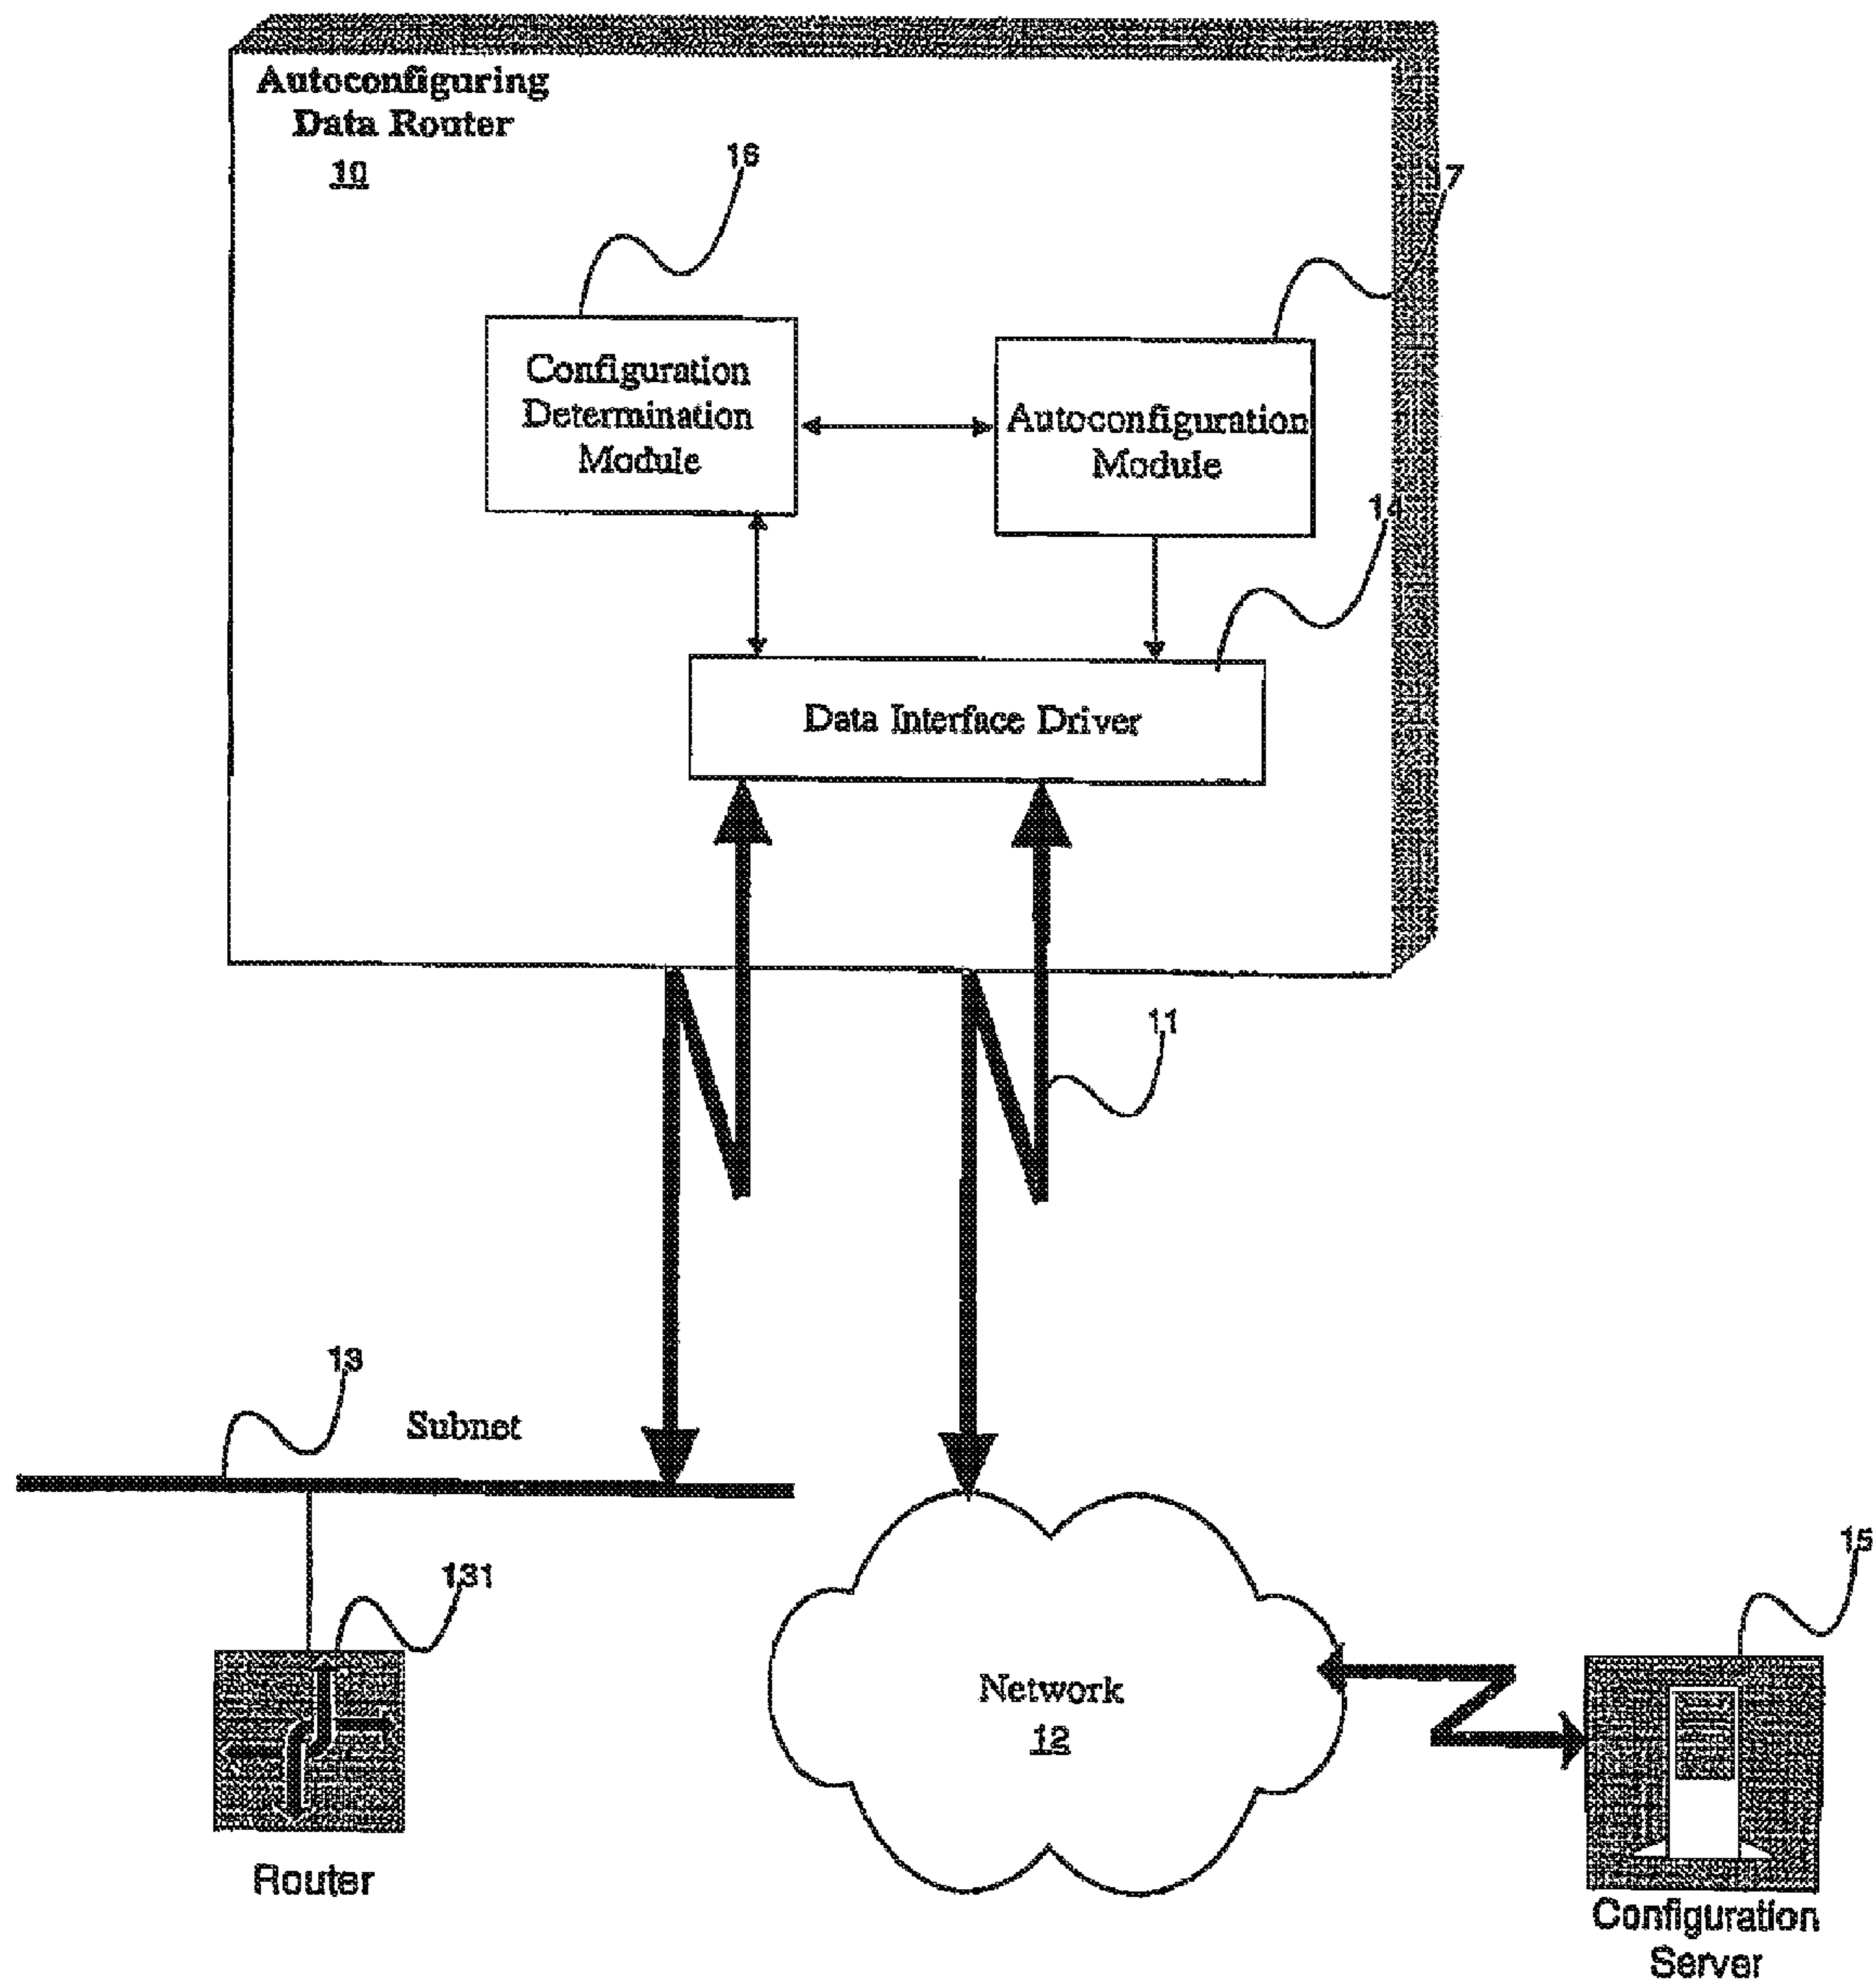 Autoconfiguring
Data Router
10
16
17
Configuration
Determination
Module
Autoconfiguration
Module
14
Data Interface Driver
11
13
Subnet
131
15
Network
12
Router
Configuration
Server